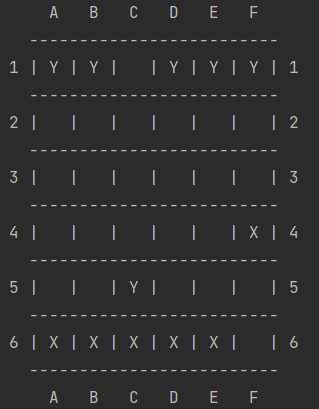 A   B   C   D   E   F
  -------------------------
1 | Y | Y |   | Y | Y | Y | 1
  -------------------------
2 |   |   |   |   |   |   | 2
  -------------------------
3 |   |   |   |   |   |   | 3
  -------------------------
4 |   |   |   |   |   | X | 4
  -------------------------
5 |   |   | Y |   |   |   | 5
  -------------------------
6 | X | X | X | X | X |   | 6
  -------------------------
    A   B   C   D   E   F